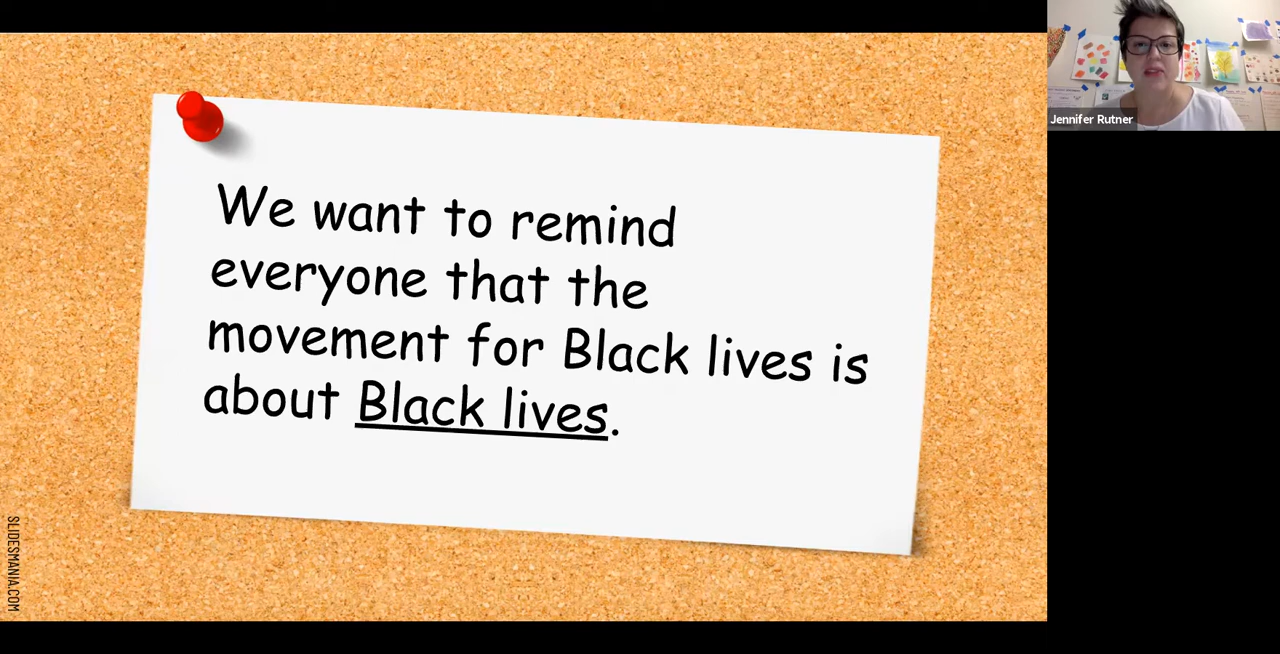 We want to remind
everyone that the
movement for Black lives is
about Black lives.
SLIDESMANIA.COM
Jennifer Rutner